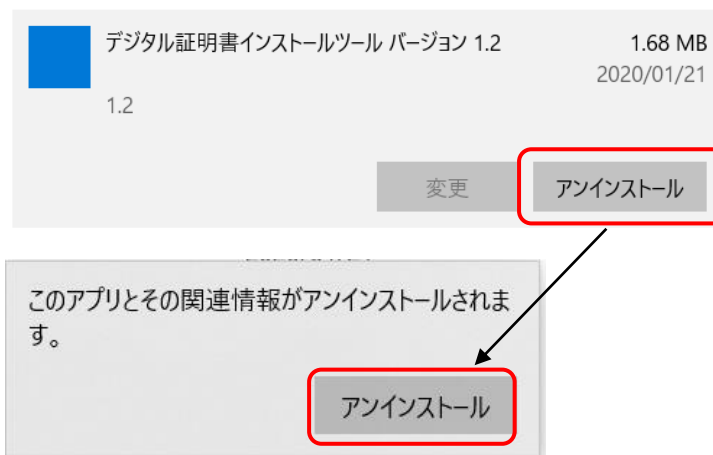 デジタル証明書インストールツール バージョン 1.2
1.68 MB
2020/01/21
1.2
変更
アンインストール
このアプリとその関連情報がアンインストールされま
す。
アンインストール